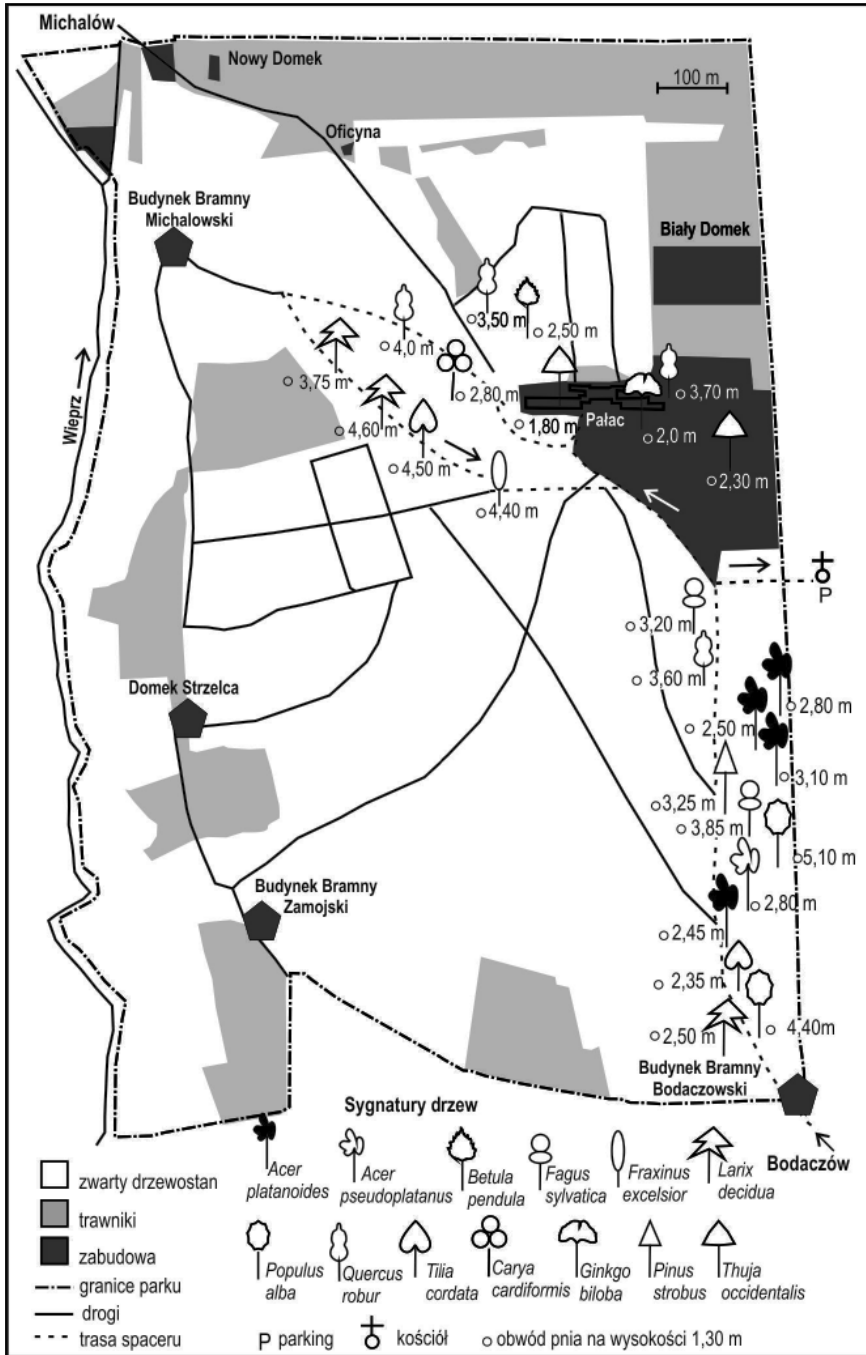 Michalów
Nowy Domek
100 m
Oficyna
Budynek Bramny
Michalowski
Biały Domek
Wieprz
3,50 m
2,50 m
4,0 m
3,75 m
2,80 m
3,70 m
4,60 m
1,80 m
Pałac
2,0 m
4,50 m
2,30 m
4,40 m
P
3,20 m
3,60 m
Domek Strzelca
2,80 m
2,50 m
3,10 m
3,25 m
3,85 m
5,10 m
Budynek Bramny
Zamojski
2,80 m
2,45 m
2,35 m
2,50 m
4,40m
Budynek Bramny
Bodaczowski
Sygnatury drzew
Bodaczów
Acer
platanoides
Acer
pseudoplatanus
Betula
pendula
Fagus
sylvatica
Fraxinus
excelsior
Larix
decidua
zwarty drzewostan
trawniki
zabudowa
Populus
alba
Quercus
robur
Tilia
cordata
Carya
cardiformis
Ginkgo
biloba
Pinus
strobus
Thuja
occidentalis
granice parku
drogi
trasa spaceru
P parking
kościół
obwód pnia na wysokości 1,30 m